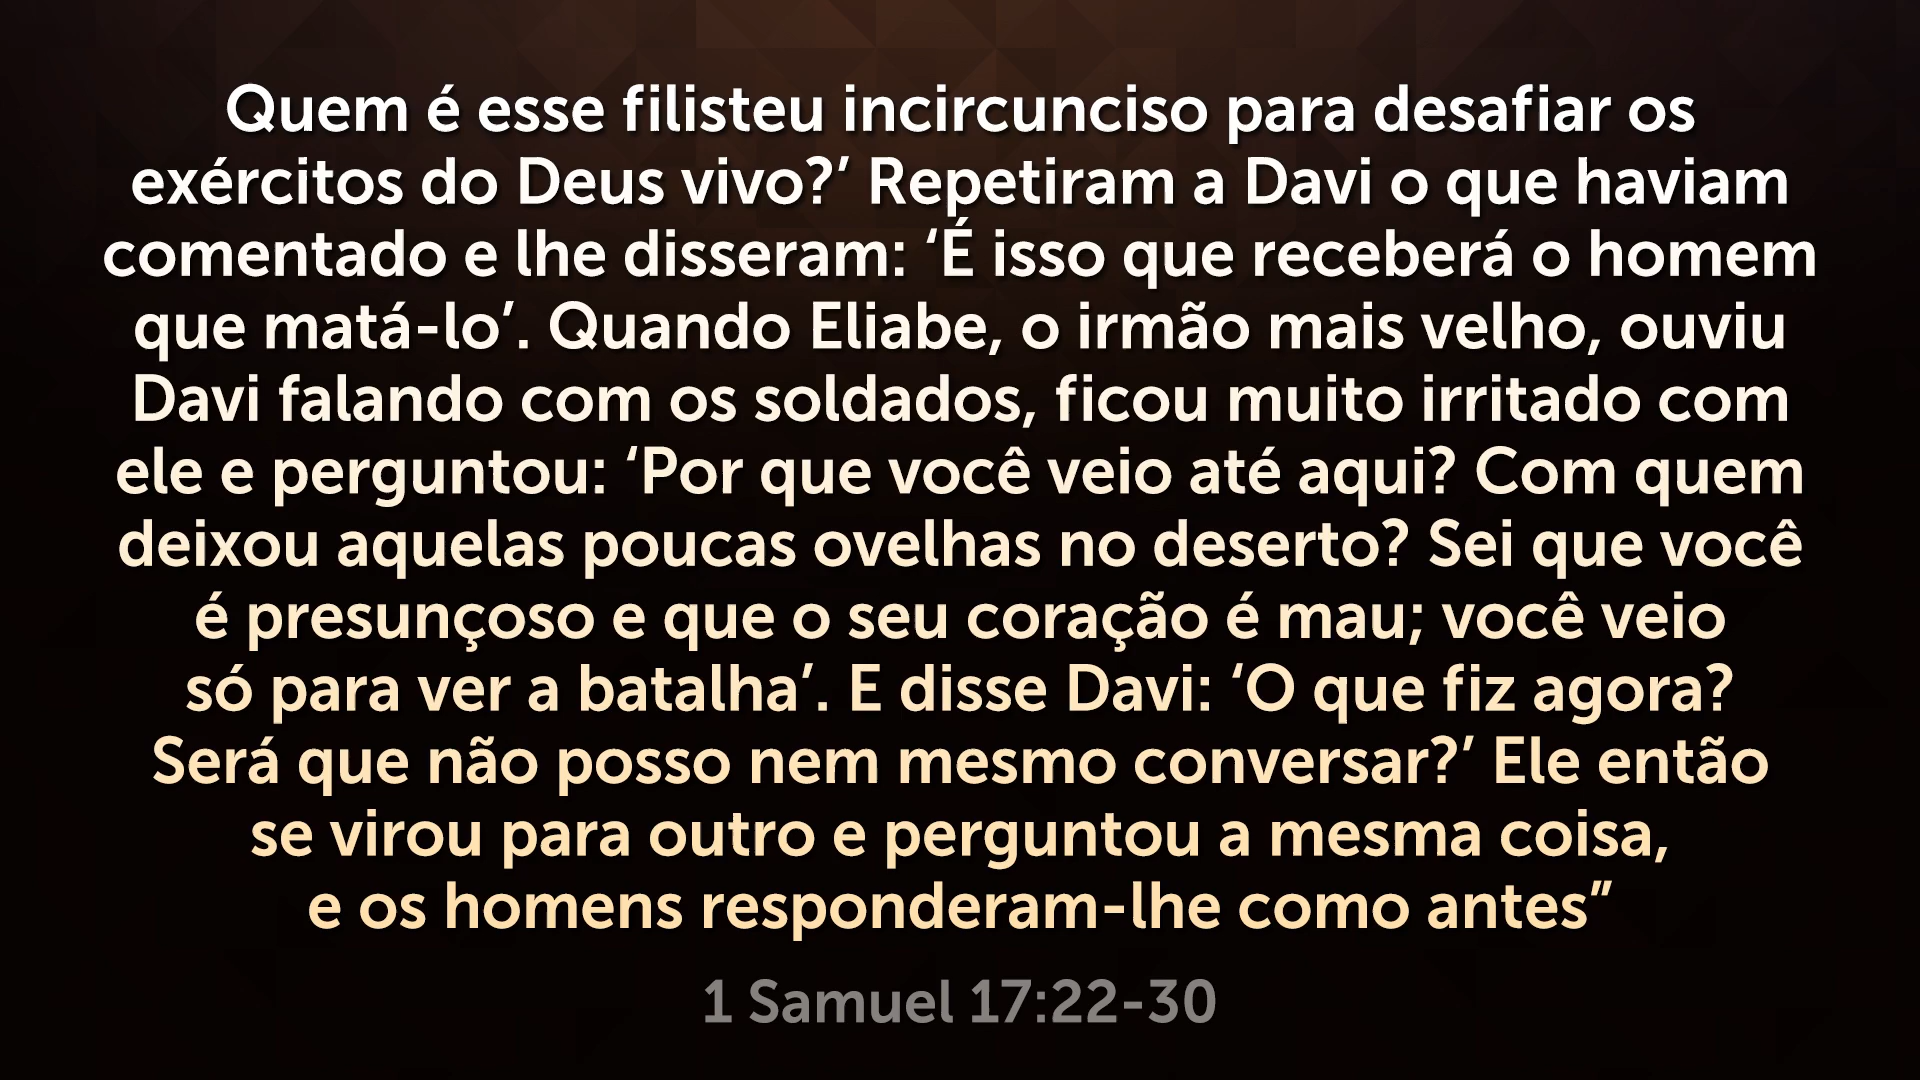 Quem é esse filisteu incircunciso para desafiar os
exércitos do Deus vivo?’ Repetiram a Davi o que haviam
comentado e lhe disseram: ‘É isso que receberá o homem
que matá-lo’. Quando Eliabe, o irmão mais velho, ouviu
Davi falando com os soldados, ficou muito irritado com
ele e perguntou: ‘Por que você veio até aqui? Com quem
deixou aquelas poucas ovelhas no deserto? Sei que você
é presunçoso e que o seu coração é mau; você veio
só para ver a batalha’. E disse Davi: ‘O que fiz agora?
Será que não posso nem mesmo conversar?’ Ele então
se virou para outro e perguntou a mesma coisa,
e os homens responderam-lhe como antes”
1 Samuel 17:22-30